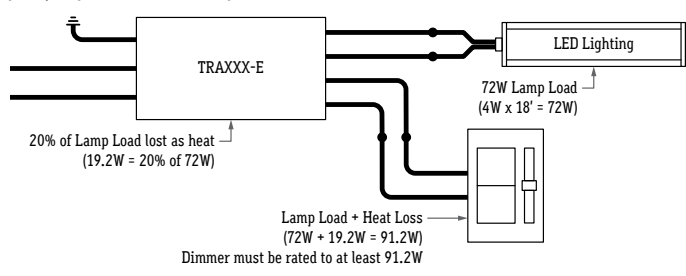 TRAXXX-E
LED Lighting
72W Lamp Load
(4W x 18' = 72W)
20% of Lamp Load lost as heat
(19.2W = 20% of 72W)
Lamp Load + Heat Loss
(72W + 19.2W = 91.2W)
Dimmer must be rated to at least 91.2W